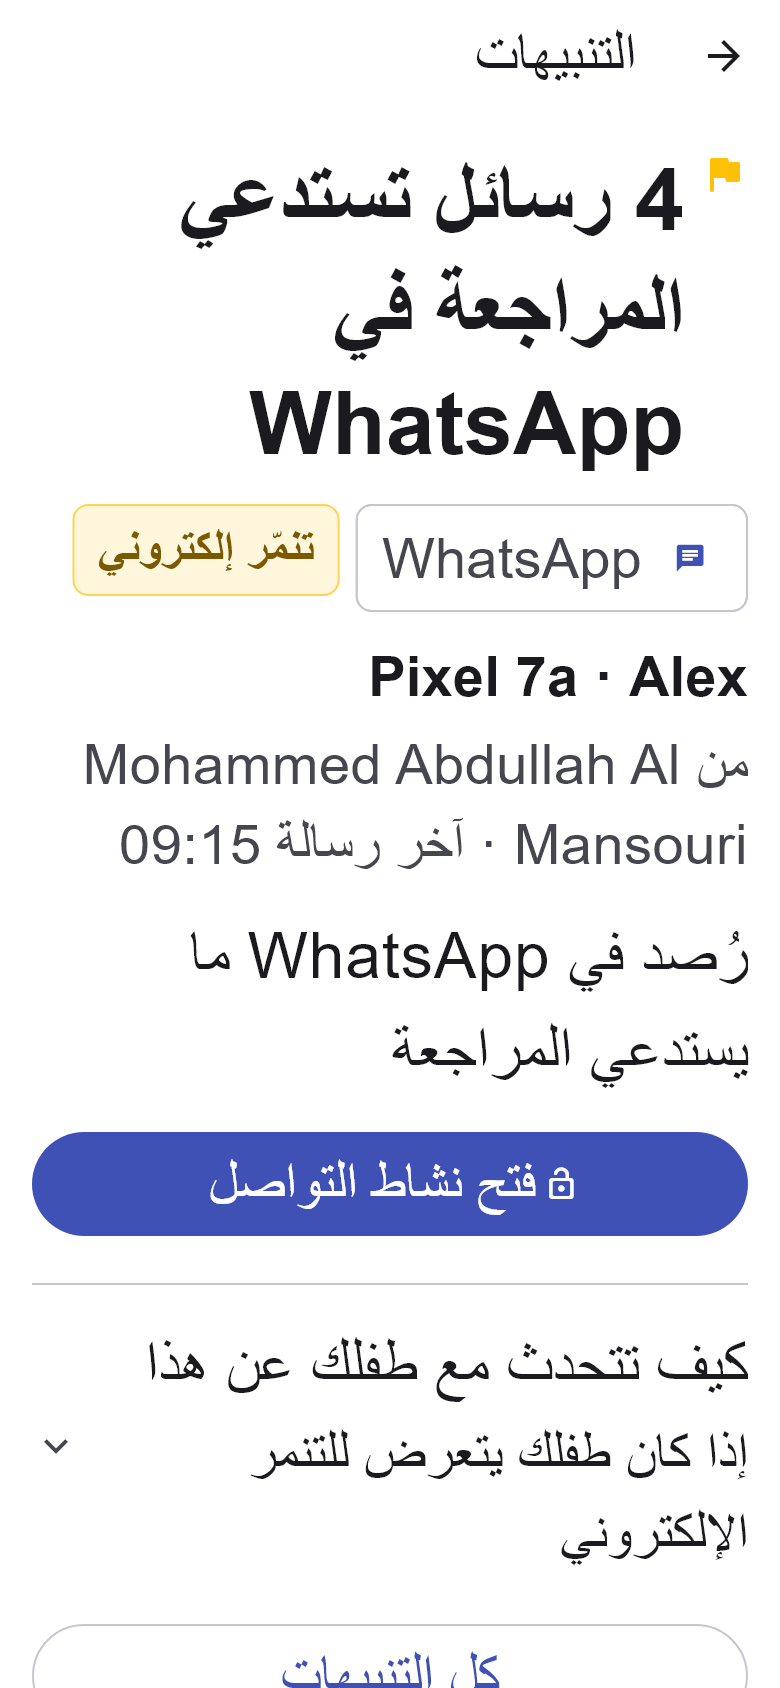 التنبيهات
4 رسائل تستدعي
المراجعة في
WhatsApp
WhatsApp
تنمّر إلكتروني
Pixel 7a · Alex
من Mohammed Abdullah Al
Mansouri · آخر رسالة 09:15
رُصد في WhatsApp ما
يستدعي المراجعة
فتح نشاط التواصل
كيف تتحدث مع طفلك عن هذا
إذا كان طفلك يتعرض للتنمر
الإلكتروني
كل التنبيهات